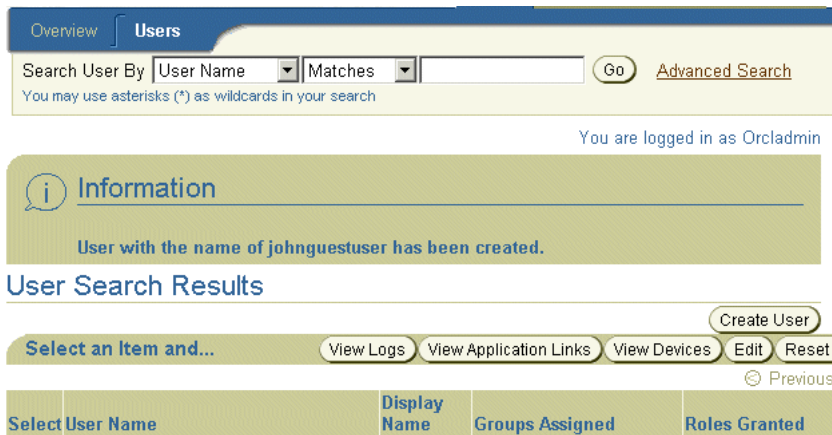 Overview Users
Search User By User Name Matches Go Advanced Search
You may use asterisks (*) as wildcards in your search
You are logged in as Orcladmin
i Information
User with the name of johnguestuser has been created.
User Search Results
Create User
Select an Item and... View Logs View Application Links View Devices Edit Reset
Previous
Select User Name Display Name Groups Assigned Roles Granted